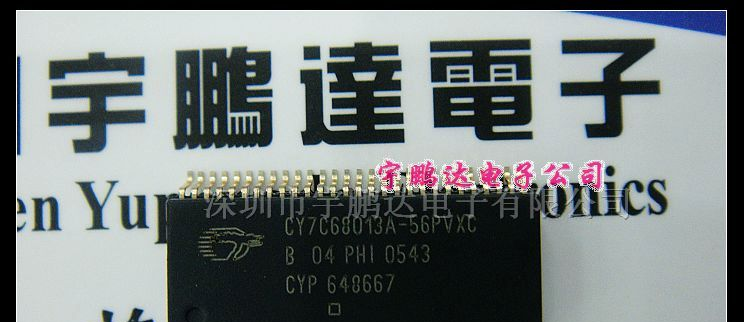 宇鵬達電子
宇鹏达电子公司
en Yup onics
深圳市宇鹏达电子有限公司
CY7C68013A-56PVXC
B 04 PHI 0543
CYP 648667